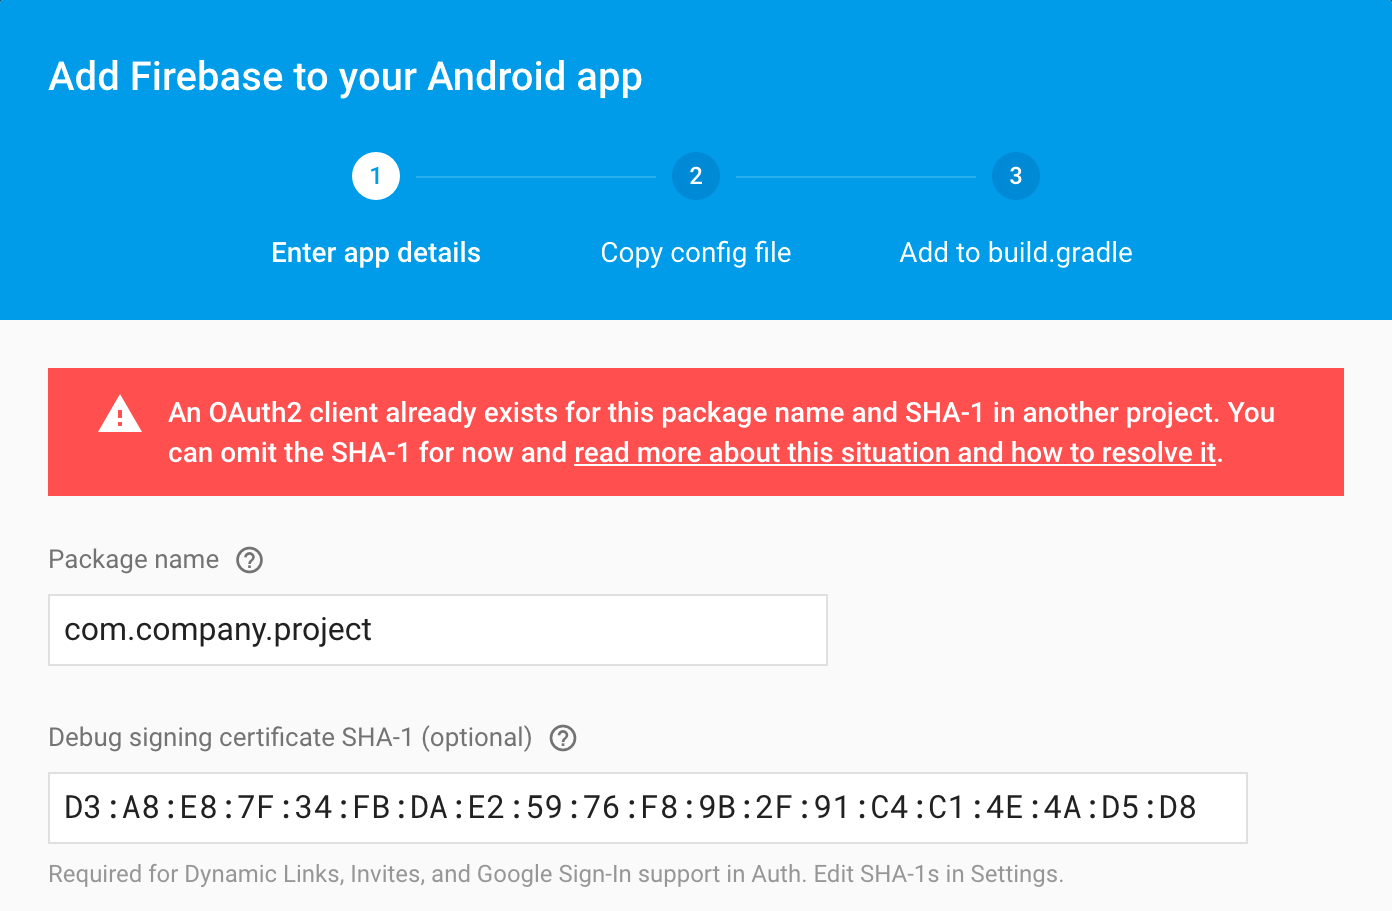 Add Firebase to your Android app
1
2
3
Enter app details
Copy config file
Add to build.gradle
An OAuth2 client already exists for this package name and SHA-1 in another project. You
can omit the SHA-1 for now and read more about this situation and how to resolve it.
Package name
com.company.project
Debug signing certificate SHA-1 (optional)
D3:A8:E8:7F:34:FB:DA:E2:59:76:F8:9B:2F:91:C4:C1:4E:4A:D5:D8
Required for Dynamic Links, Invites, and Google Sign-In support in Auth. Edit SHA-1s in Settings.